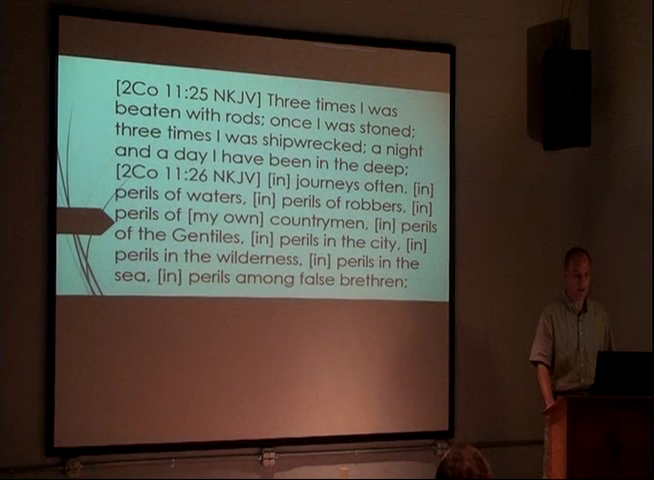 [2Co 11:25 NKJV] Three times I was
beaten with rods; once I was stoned;
three times I was shipwrecked; a night
and a day I have been in the deep;
[2Co 11:26 NKJV] [in] journeys often, [in]
perils of waters, [in] perils of robbers, [in]
perils of [my own] countrymen, [in] perils
of the Gentiles, [in] perils in the city, [in]
perils in the wilderness, [in] perils in the
sea, [in] perils among false brethren;